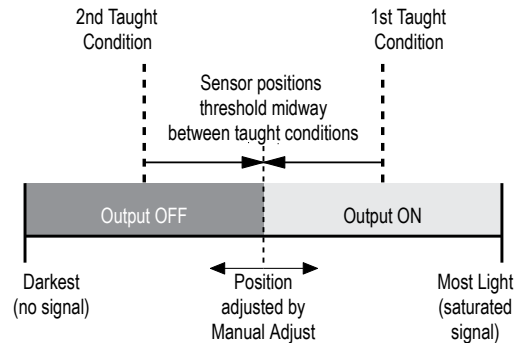 2nd Taught
Condition
1st Taught
Condition
Sensor positions
threshold midway
between taught conditions
Output OFF
Output ON
Darkest
(no signal)
Position
adjusted by
Manual Adjust
Most Light
(saturated
signal)